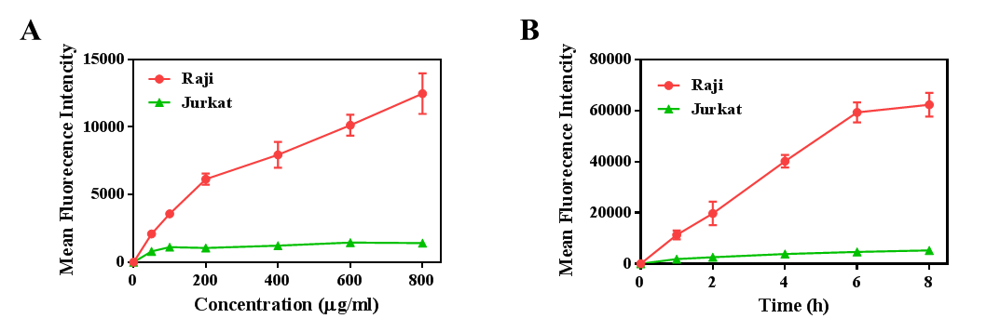 A
Mean Fluorecence Intencity
15000
10000
5000
0
Raji
Jurkat
0 200 400 600 800
Concentration (μg/ml)
B
Mean Fluorecence Intencity
80000
60000
40000
20000
0
Raji
Jurkat
0 2 4 6 8
Time (h)